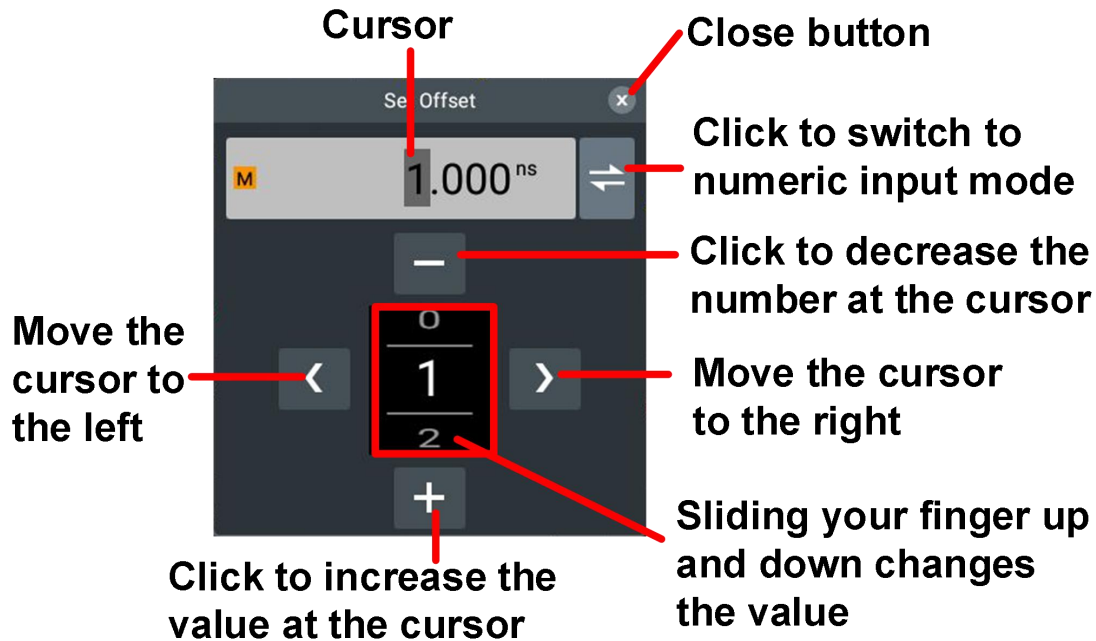 Cursor
Close button
Set Offset
x
M
1.000 ns
Click to switch to
numeric input mode
−
Click to decrease the
number at the cursor
Move the
cursor to
the left
0
1
2
Move the cursor
to the right
+
Sliding your finger up
and down changes
the value
Click to increase the
value at the cursor